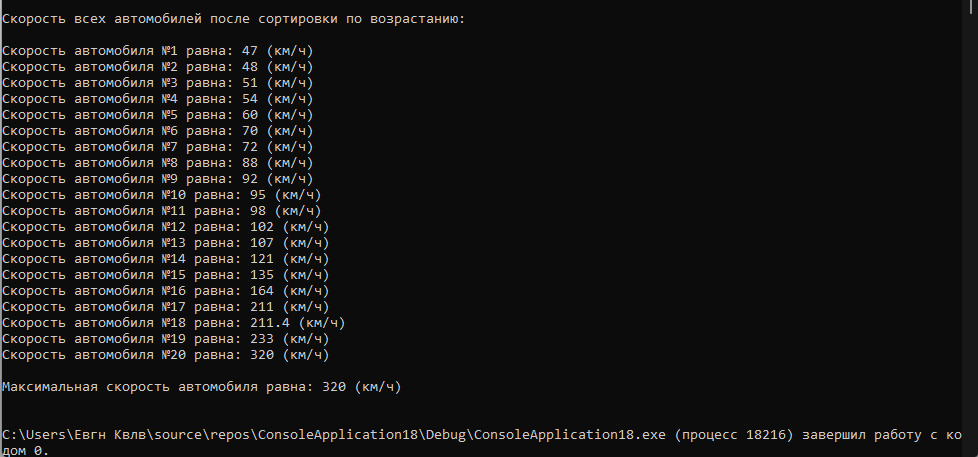 Скорость всех автомобилей после сортировки по возрастанию:
Скорость автомобиля №1 равна: 47 (км/ч)
Скорость автомобиля №2 равна: 48 (км/ч)
Скорость автомобиля №3 равна: 51 (км/ч)
Скорость автомобиля №4 равна: 54 (км/ч)
Скорость автомобиля №5 равна: 60 (км/ч)
Скорость автомобиля №6 равна: 70 (км/ч)
Скорость автомобиля №7 равна: 72 (км/ч)
Скорость автомобиля №8 равна: 88 (км/ч)
Скорость автомобиля №9 равна: 92 (км/ч)
Скорость автомобиля №10 равна: 95 (км/ч)
Скорость автомобиля №11 равна: 98 (км/ч)
Скорость автомобиля №12 равна: 102 (км/ч)
Скорость автомобиля №13 равна: 107 (км/ч)
Скорость автомобиля №14 равна: 121 (км/ч)
Скорость автомобиля №15 равна: 135 (км/ч)
Скорость автомобиля №16 равна: 164 (км/ч)
Скорость автомобиля №17 равна: 211 (км/ч)
Скорость автомобиля №18 равна: 211.4 (км/ч)
Скорость автомобиля №19 равна: 233 (км/ч)
Скорость автомобиля №20 равна: 320 (км/ч)
Максимальная скорость автомобиля равна: 320 (км/ч)
C:\Users\Евгн Квлв\source\repos\ConsoleApplication18\Debug\ConsoleApplication18.exe (процесс 18216) завершил работу с ко
дом 0.